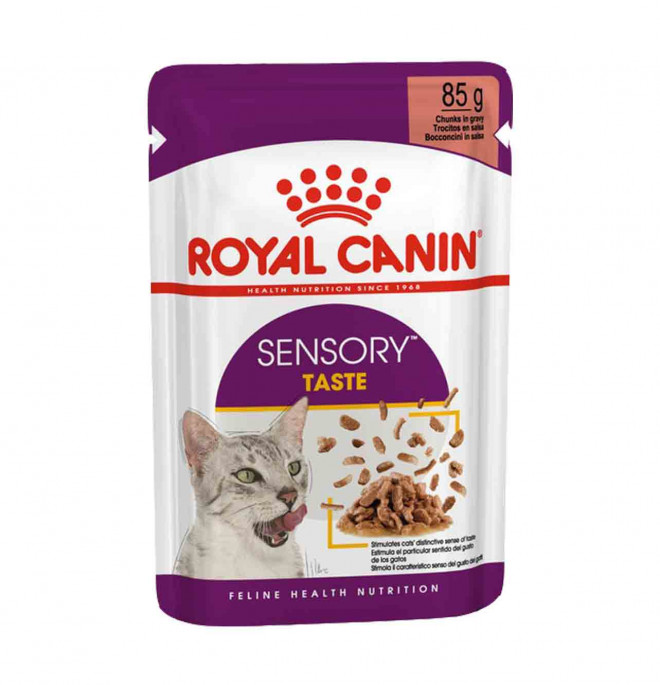 85 g
Chunks in gravy
Trocitos en salsa
Bocconcini in salsa
ROYAL CANIN®
HEALTH NUTRITION SINCE 1968
SENSORY™
TASTE
Stimulates cats' distinctive sense of taste
Estimula el particular sentido del gusto
de los gatos
Stimola il caratteristico senso del gusto dei gatti
FELINE HEALTH NUTRITION